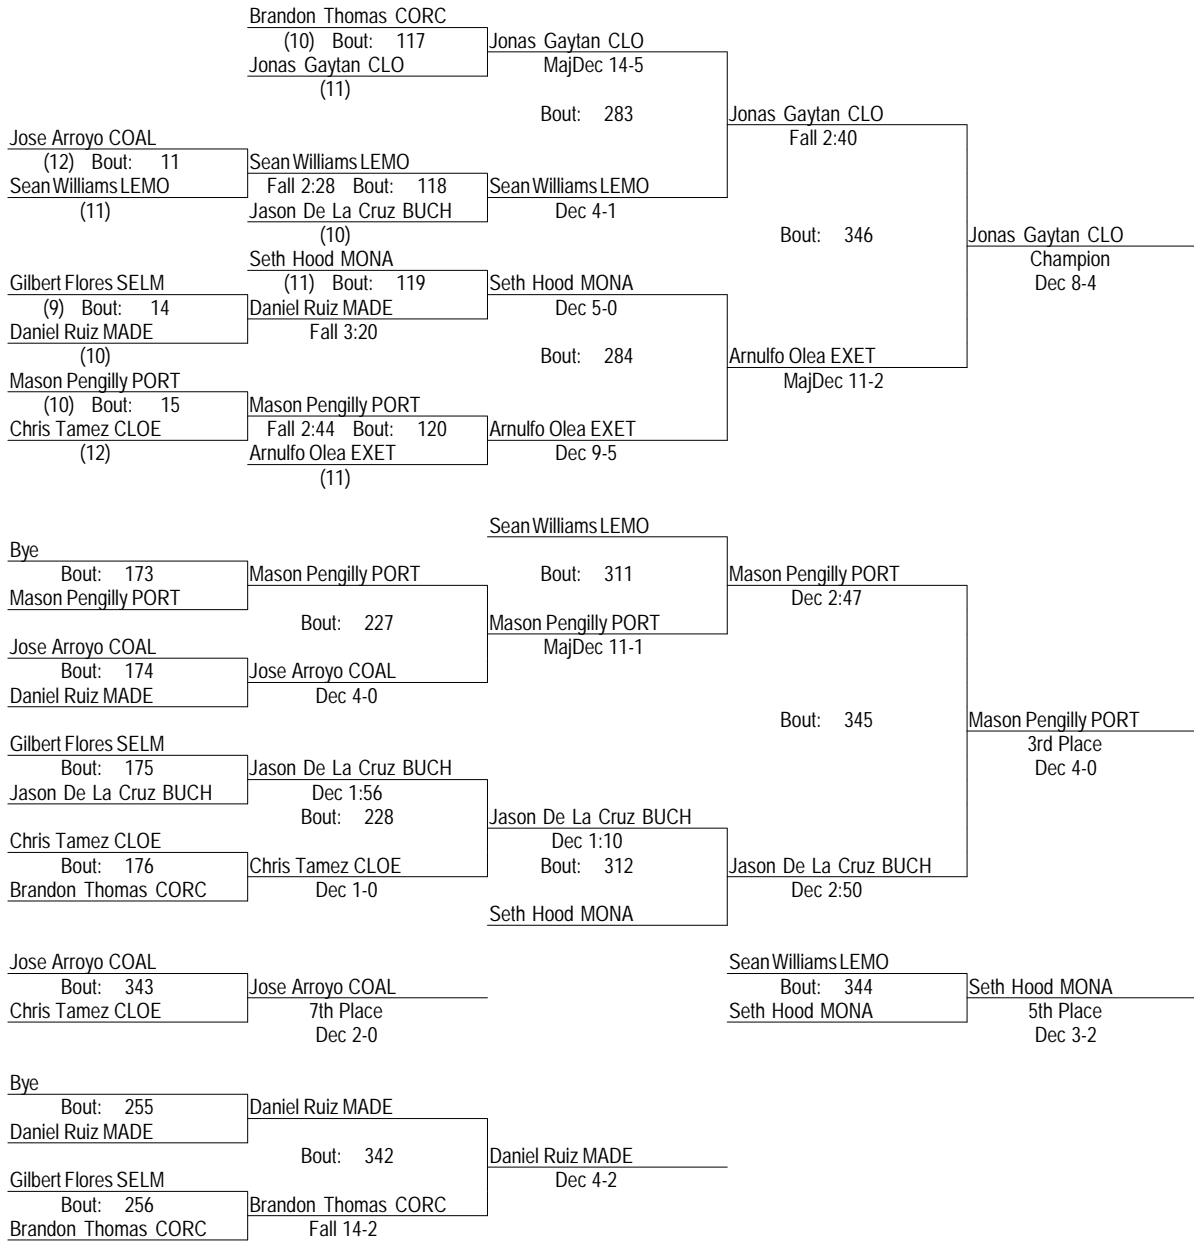 Brandon Thomas CORC
(10) Bout: 117 Jonas Gaytan CLO
Jonas Gaytan CLO MajDec 14-5
(11)
Bout: 283 Jonas Gaytan CLO
Jose Arroyo COAL Fall 2:40
(12) Bout: 11 Sean Williams LEMO
Sean Williams LEMO Fall 2:28 Bout: 118 Sean Williams LEMO
(11) Jason De La Cruz BUCH Dec 4-1
(10) Bout: 346 Jonas Gaytan CLO
Seth Hood MONA Champion
Gilbert Flores SELM (11) Bout: 119 Seth Hood MONA Dec 8-4
(9) Bout: 14 Daniel Ruiz MADE Dec 5-0
Daniel Ruiz MADE Fall 3:20
(10) Bout: 284 Arnulfo Olea EXET
Mason Pengilly PORT MajDec 11-2
(10) Bout: 15 Mason Pengilly PORT
Chris Tamez CLOE Fall 2:44 Bout: 120 Arnulfo Olea EXET
(12) Arnulfo Olea EXET Dec 9-5
(11)
Sean Williams LEMO
Bye
Bout: 173 Mason Pengilly PORT Bout: 311 Mason Pengilly PORT
Mason Pengilly PORT Dec 2:47
Bout: 227 Mason Pengilly PORT
Jose Arroyo COAL MajDec 11-1
Bout: 174 Jose Arroyo COAL
Daniel Ruiz MADE Dec 4-0
Bout: 345 Mason Pengilly PORT
Gilbert Flores SELM 3rd Place
Bout: 175 Jason De La Cruz BUCH Dec 4-0
Jason De La Cruz BUCH Dec 1:56
Bout: 228 Jason De La Cruz BUCH
Chris Tamez CLOE Dec 1:10
Bout: 176 Chris Tamez CLOE Bout: 312 Jason De La Cruz BUCH
Brandon Thomas CORC Dec 1-0 Dec 2:50
Seth Hood MONA
Jose Arroyo COAL Sean Williams LEMO
Bout: 343 Jose Arroyo COAL Bout: 344 Seth Hood MONA
Chris Tamez CLOE 7th Place Seth Hood MONA 5th Place
Dec 2-0 Dec 3-2
Bye
Bout: 255 Daniel Ruiz MADE
Daniel Ruiz MADE
Bout: 342 Daniel Ruiz MADE
Gilbert Flores SELM Dec 4-2
Bout: 256 Brandon Thomas CORC
Brandon Thomas CORC Fall 14-2